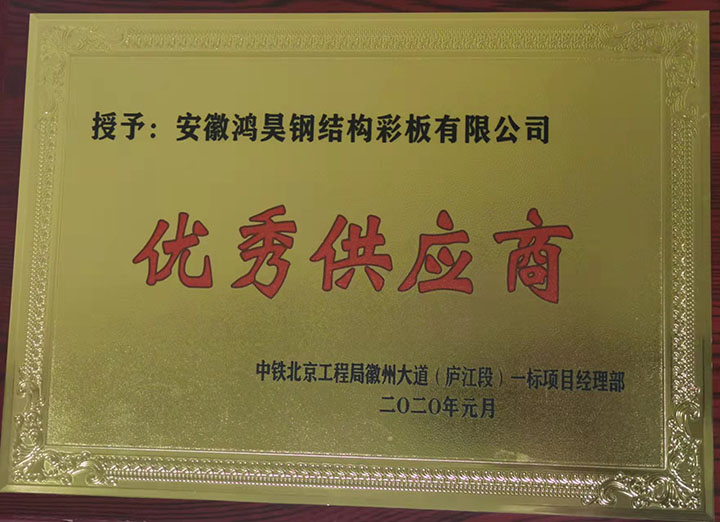 授予：安徽鸿昊钢结构彩板有限公司
优秀供应商
中铁北京工程局徽州大道（庐江段）一标项目经理部
二〇二〇年元月